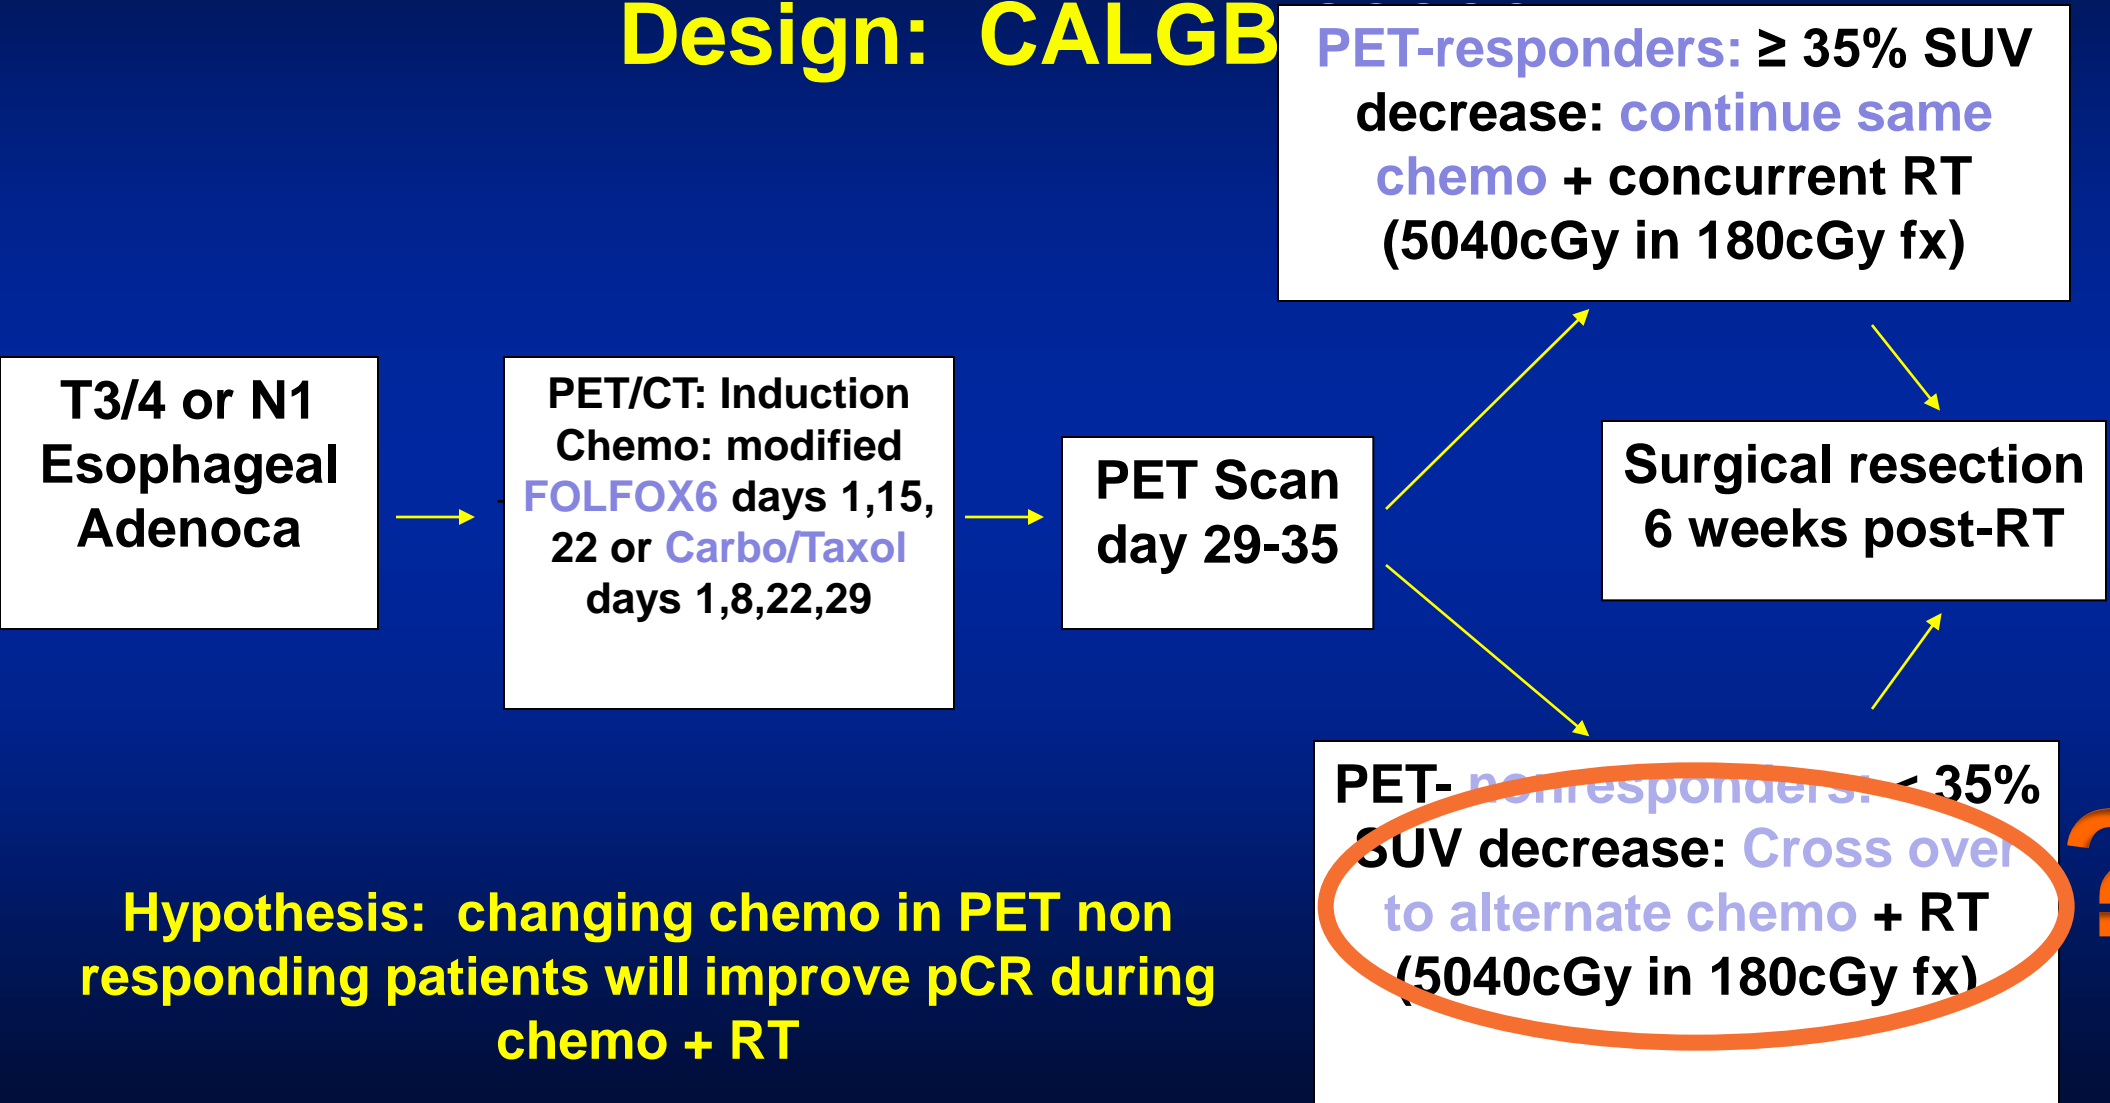 Design: CALGB
PET-responders: ≥ 35% SUV
decrease: continue same
chemo + concurrent RT
(5040cGy in 180cGy fx)
T3/4 or N1
Esophageal
Adenoca
PET/CT: Induction
Chemo: modified
FOLFOX6 days 1,15,
22 or Carbo/Taxol
days 1,8,22,29
PET Scan
day 29-35
Surgical resection
6 weeks post-RT
PET- nonresponders: < 35%
SUV decrease: Cross over
to alternate chemo + RT
(5040cGy in 180cGy fx)
?
Hypothesis: changing chemo in PET non
responding patients will improve pCR during
chemo + RT